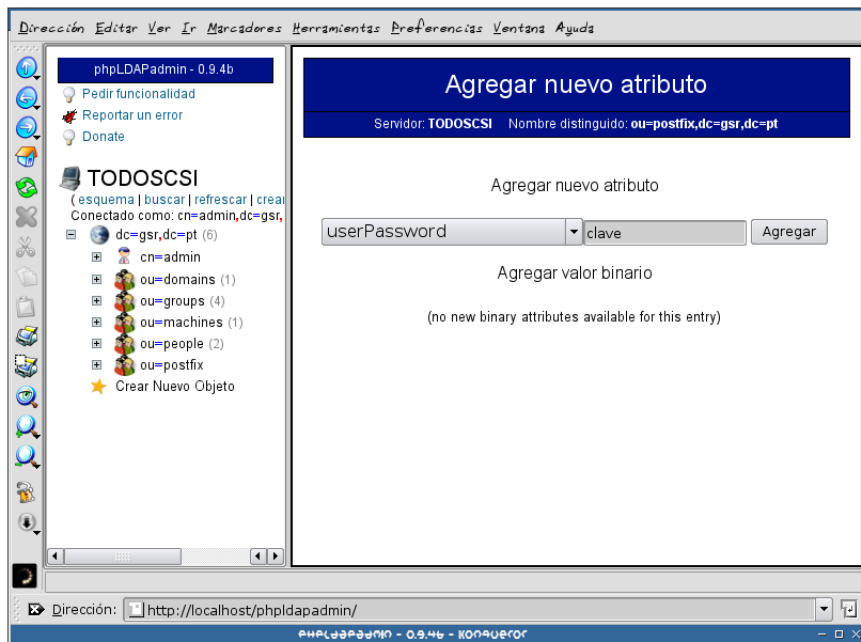 Dirección Editar Ver Ir Marcadores Herramientas Preferencias Ventana Ayuda
phpLDAPadmin - 0.9.4b
Pedir funcionalidad
Reportar un error
Donate
TODOSCSI
( esquema | buscar | refrescar | crear
Conectado como: cn=admin,dc=gsr,
dc=gsr,dc=pt (6)
cn=admin
ou=domains (1)
ou=groups (4)
ou=machines (1)
ou=people (2)
ou=postfix
Crear Nuevo Objeto
Agregar nuevo atributo
Servidor: TODOSCSI Nombre distinguido: ou=postfix,dc=gsr,dc=pt
Agregar nuevo atributo
userPassword clave Agregar
Agregar valor binario
(no new binary attributes available for this entry)
Dirección: http://localhost/phpldapadmin/
phpLDAPadmin - 0.9.4b - Konqueror